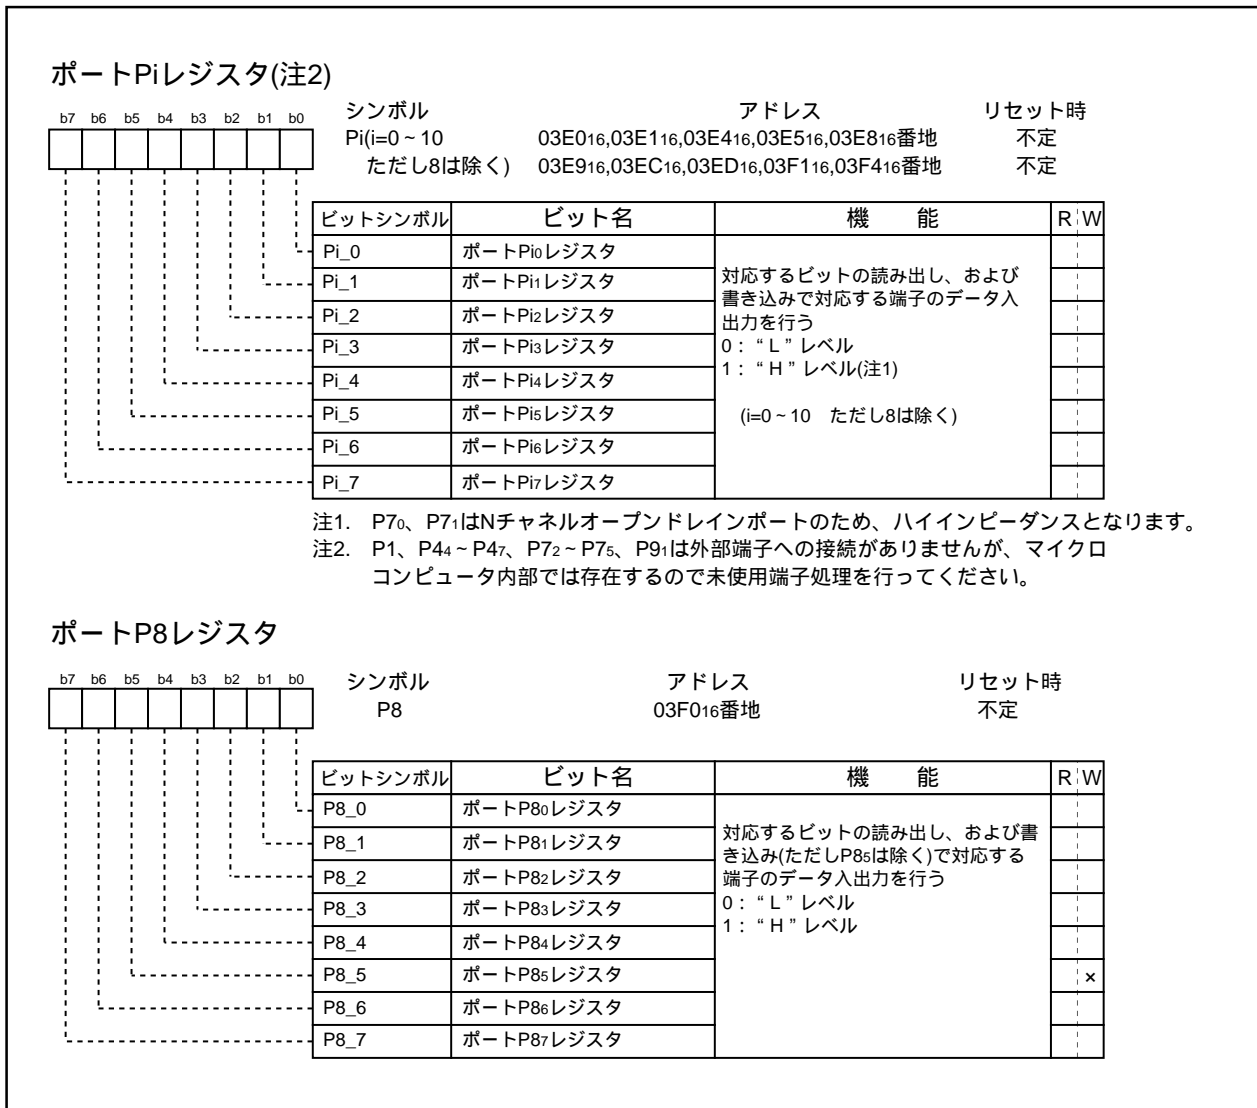 ポートPiレジスタ(注2)
b7 b6 b5 b4 b3 b2 b1 b0
シンボル アドレス リセット時
Pi(i=0~10 03E016,03E116,03E416,03E516,03E816番地 不定
ただし8は除く) 03E916,03EC16,03ED16,03F116,03F416番地 不定
ビットシンボル ビット名 機 能 R W
Pi_0 ポートPi0レジスタ
Pi_1 ポートPi1レジスタ
Pi_2 ポートPi2レジスタ
Pi_3 ポートPi3レジスタ
Pi_4 ポートPi4レジスタ
Pi_5 ポートPi5レジスタ
Pi_6 ポートPi6レジスタ
Pi_7 ポートPi7レジスタ
対応するビットの読み出し、および
書き込みで対応する端子のデータ入
出力を行う
0:“L”レベル
1:“H”レベル(注1)
(i=0~10 ただし8は除く)
注1. P70、P71はNチャネルオープンドレインポートのため、ハイインピーダンスとなります。
注2. P1、P44~P47、P72~P75、P91は外部端子への接続がありませんが、マイクロ
コンピュータ内部では存在するので未使用端子処理を行ってください。
ポートP8レジスタ
b7 b6 b5 b4 b3 b2 b1 b0
シンボル アドレス リセット時
P8 03F016番地 不定
ビットシンボル ビット名 機 能 R W
P8_0 ポートP80レジスタ
P8_1 ポートP81レジスタ
P8_2 ポートP82レジスタ
P8_3 ポートP83レジスタ
P8_4 ポートP84レジスタ
P8_5 ポートP85レジスタ ×
P8_6 ポートP86レジスタ
P8_7 ポートP87レジスタ
対応するビットの読み出し、および書
き込み(ただしP85は除く)で対応する
端子のデータ入出力を行う
0:“L”レベル
1:“H”レベル